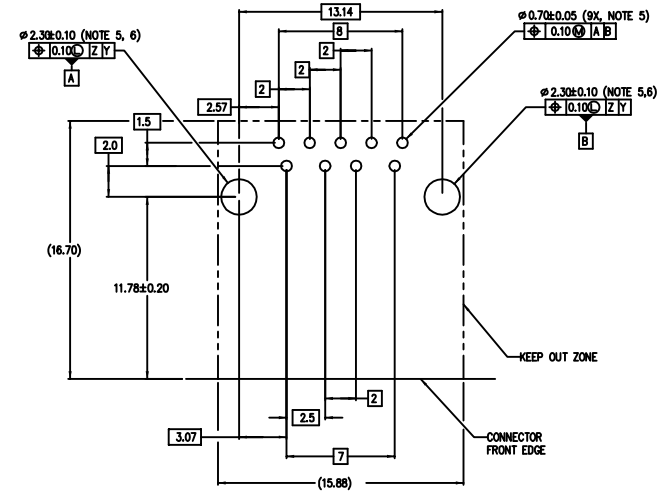 13.14
⌀2.30±0.10 (NOTE 5, 6)
⌖ 0.10Ⓛ Z Y
A
8
⌀0.70±0.05 (9X, NOTE 5)
⌖ 0.10Ⓜ A B
2
2
2
2.57
⌀2.30±0.10 (NOTE 5,6)
⌖ 0.10Ⓛ Z Y
B
1.5
2.0
(16.70)
11.78±0.20
KEEP OUT ZONE
2
2.5
3.07
CONNECTOR
FRONT EDGE
7
(15.88)